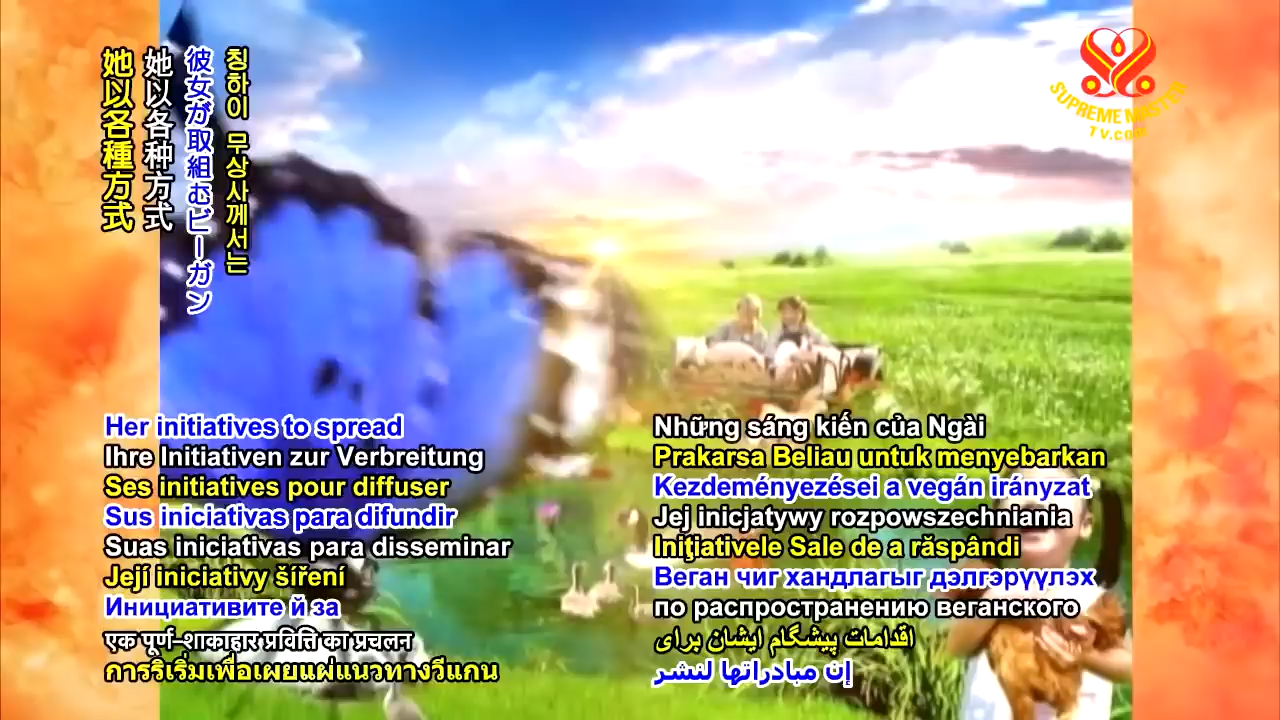 칭하이 무상사께서는
彼女が取組むビーガン
她以各种方式
她以各種方式
SUPREME MASTER
TV.COM
Her initiatives to spread
Ihre Initiativen zur Verbreitung
Ses initiatives pour diffuser
Sus iniciativas para difundir
Suas iniciativas para disseminar
Její iniciativy šíření
Инициативите й за
एक पूर्ण-शाकाहार प्रवित्ति का प्रचलन
การริเริ่มเพื่อเผยแผ่แนวทางวีแกน
Những sáng kiến của Ngài
Prakarsa Beliau untuk menyebarkan
Kezdeményezései a vegán irányzat
Jej inicjatywy rozpowszechniania
Iniţiativele Sale de a răspândi
Веган чиг хандлагыг дэлгэрүүлэх
по распространению веганского
اقدامات پیشگام ایشان برای
إن مبادراتها لنشر